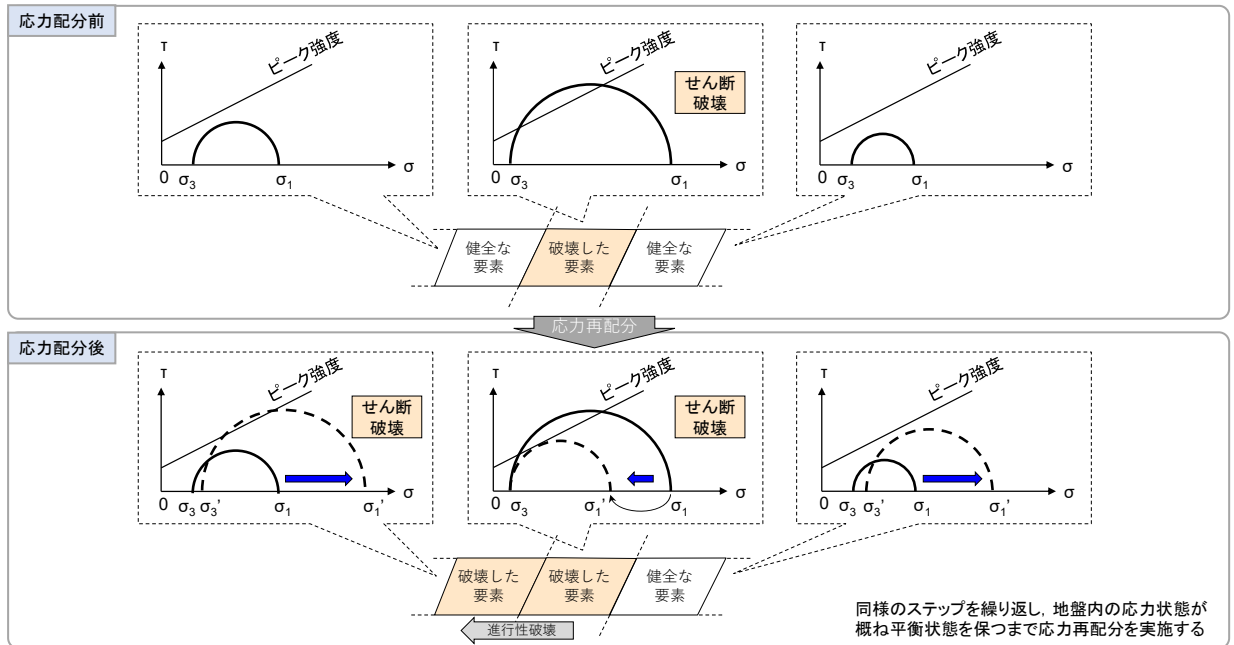 応力配分前
τ
ピーク強度
0
σ3
σ1
σ
τ
ピーク強度
せん断
破壊
0
σ3
σ1
σ
τ
ピーク強度
0
σ3
σ1
σ
健全な
要素
破壊した
要素
健全な
要素
応力再配分
応力配分後
τ
ピーク強度
せん断
破壊
0
σ3
σ3'
σ1
σ1'
σ
τ
ピーク強度
せん断
破壊
0
σ3
σ1'
σ1
σ
τ
ピーク強度
0
σ3
σ3'
σ1
σ1'
σ
破壊した
要素
破壊した
要素
健全な
要素
進行性破壊
同様のステップを繰り返し，地盤内の応力状態が
概ね平衡状態を保つまで応力再配分を実施する